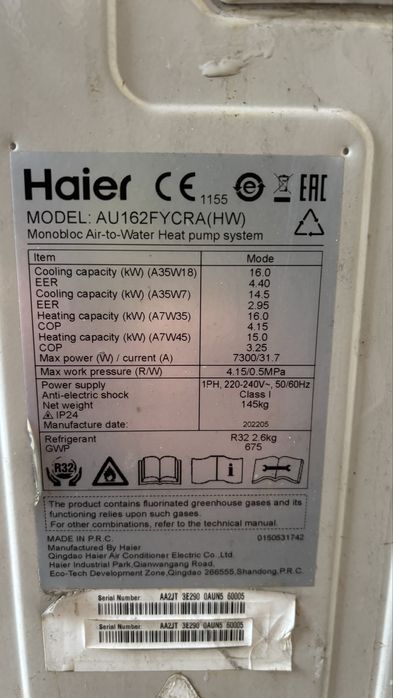 Haier CE 1155 EAC
MODEL: AU162FYCRA(HW)
Monobloc Air-to-Water Heat pump system
Item Mode
Cooling capacity (kW) (A35W18) 16.0
EER 4.40
Cooling capacity (kW) (A35W7) 14.5
EER 2.95
Heating capacity (kW) (A7W35) 16.0
COP 4.15
Heating capacity (kW) (A7W45) 15.0
COP 3.25
Max power (W) / current (A) 7300/31.7
Max work pressure (R/W) 4.15/0.5MPa
Power supply 1PH, 220-240V~, 50/60Hz
Anti-electric shock Class I
Net weight 145kg
IP24
Manufacture date: 202205
Refrigerant R32 2.6kg
GWP 675
R32
The product contains fluorinated greenhouse gases and its
functioning relies upon such gases.
For other combinations, refer to the technical manual.
MADE IN P.R.C. 0150531742
Manufactured By Haier
Qingdao Haier Air Conditioner Electric Co.,Ltd.
Haier Industrial Park,Qianwangang Road,
Eco-Tech Development Zone,Qingdao 266555,Shandong,P.R.C.
Serial Number: AA2JT 3E290 0AUN5 60005
Serial Number: AA2JT 3E290 0AUN5 60005